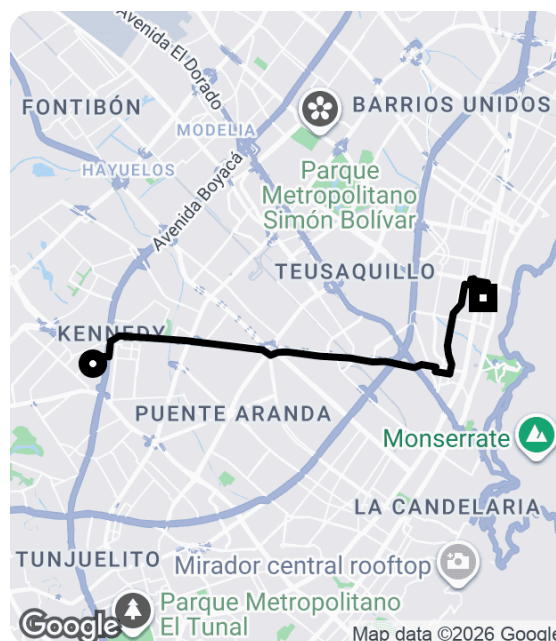 Avenida El Dorado
FONTIBÓN
BARRIOS UNIDOS
MODELIA
HAYUELOS
Avenida Boyacá
Parque
Metropolitano
Simón Bolívar
TEUSAQUILLO
KENNEDY
PUENTE ARANDA
Monserrate
LA CANDELARIA
TUNJUELITO
Mirador central rooftop
Parque Metropolitano
El Tunal
Google
Map data ©2026 Google